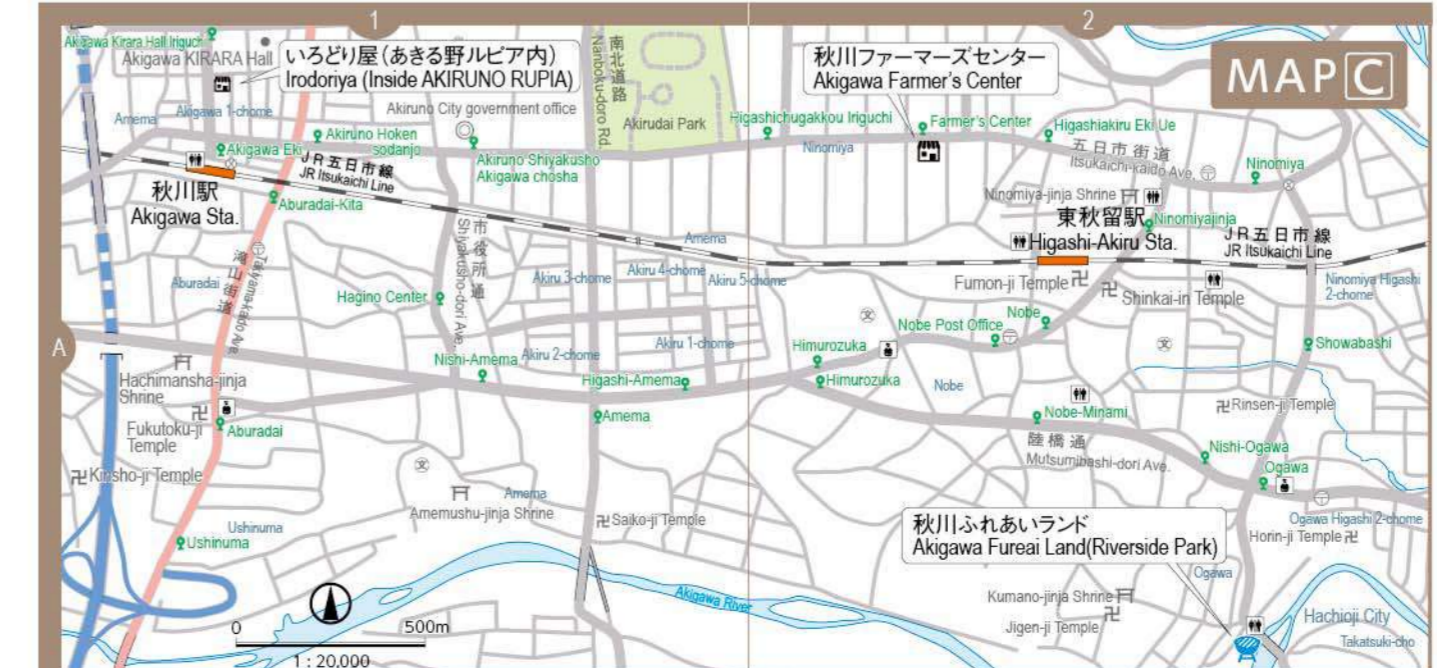 1
2
A
MAP C
Akigawa Kirara Hall Iriguchi
Akigawa KIRARA Hall
いろどり屋(あきる野ルピア内)
Irodoriya (Inside AKIRUNO RUPIA)
南北道路
Nanboku-doro Rd.
秋川ファーマーズセンター
Akigawa Farmer's Center
Akigawa 1-chome
Amema
Akiruno City government office
Akirudai Park
Higashichugakkou Iriguchi
Farmer's Center
Higashiakiru Eki Ue
Akiruno Hoken
sodanjo
Akigawa Eki
Akiruno Shiyakusho
Akigawa chosha
Ninomiya
五日市街道
Itsukaichi-kaido Ave.
Ninomiya
JR五日市線
JR Itsukaichi Line
秋川駅
Akigawa Sta.
Aburadai-Kita
Ninomiya-jinja Shrine
東秋留駅
Higashi-Akiru Sta.
Ninomiyajinja
JR五日市線
JR Itsukaichi Line
市役所通
Shiyakusho-dori Ave.
Amema
滝山街道
Takiyama-kaido Ave.
Aburadai
Akiru 3-chome
Akiru 4-chome
Akiru 5-chome
Fumon-ji Temple
Shinkai-in Temple
Ninomiya Higashi
2-chome
Hagino Center
Nobe Post Office
Nobe
Showabashi
Nishi-Amema
Akiru 2-chome
Akiru 1-chome
Himurozuka
Hachimansha-jinja
Shrine
Higashi-Amema
Himurozuka
Nobe
Fukutoku-ji
Temple
Aburadai
Amema
Nobe-Minami
Rinsen-ji Temple
睦橋通
Mutsumibashi-dori Ave.
Nishi-Ogawa
Kinsho-ji Temple
Ogawa
Amema
Amemushu-jinja Shrine
Saiko-ji Temple
秋川ふれあいランド
Akigawa Fureai Land(Riverside Park)
Ogawa Higashi 2-chome
Horin-ji Temple
Ushinuma
Ushinuma
Ogawa
Akigawa River
Kumano-jinja Shrine
Jigen-ji Temple
Hachioji City
Takatsuki-cho
0
500m
1 : 20,000